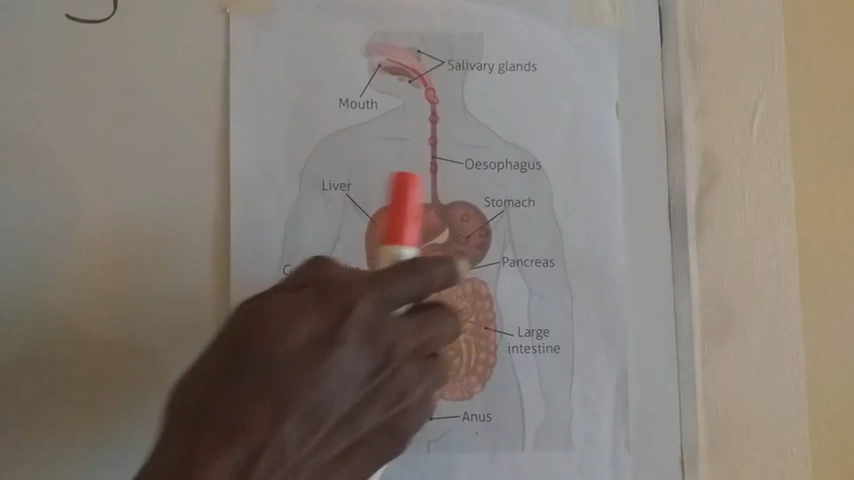 Salivary glands
Mouth
Oesophagus
Liver
Stomach
Pancreas
Large
intestine
Anus